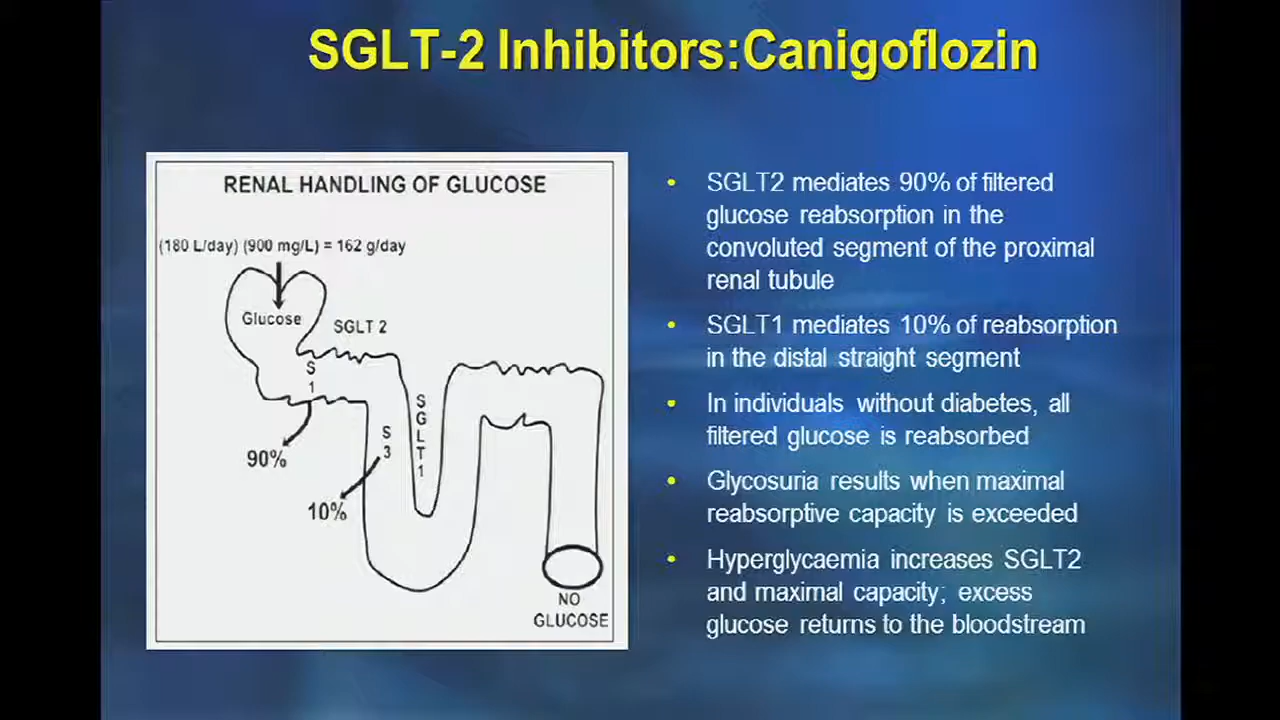 SGLT-2 Inhibitors:Canigoflozin
RENAL HANDLING OF GLUCOSE
(180 L/day) (900 mg/L) = 162 g/day
Glucose
SGLT 2
S
1
S
G
L
T
1
S
3
90%
10%
NO
GLUCOSE
• SGLT2 mediates 90% of filtered
glucose reabsorption in the
convoluted segment of the proximal
renal tubule
• SGLT1 mediates 10% of reabsorption
in the distal straight segment
• In individuals without diabetes, all
filtered glucose is reabsorbed
• Glycosuria results when maximal
reabsorptive capacity is exceeded
• Hyperglycaemia increases SGLT2
and maximal capacity; excess
glucose returns to the bloodstream